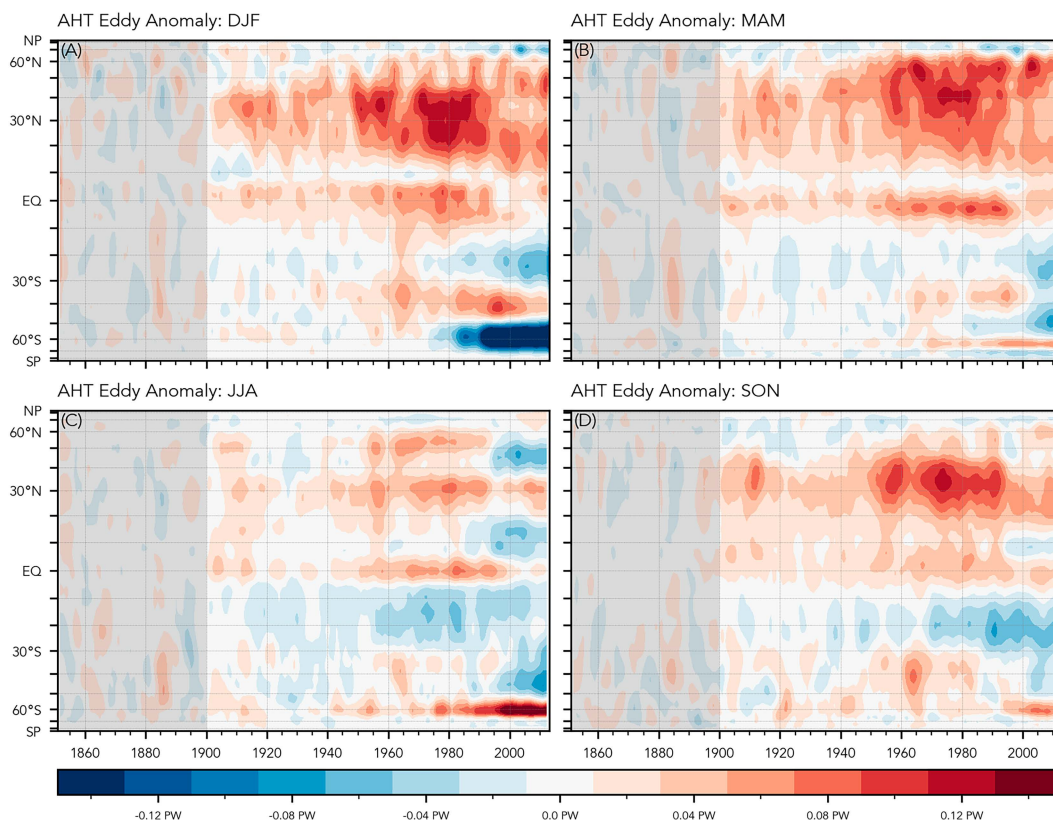 AHT Eddy Anomaly: DJF
AHT Eddy Anomaly: MAM
NP
60°N
30°N
EQ
30°S
60°S
SP
(A)
(B)
AHT Eddy Anomaly: JJA
AHT Eddy Anomaly: SON
NP
60°N
30°N
EQ
30°S
60°S
SP
(C)
(D)
1860 1880 1900 1920 1940 1960 1980 2000
1860 1880 1900 1920 1940 1960 1980 2000
-0.12 PW -0.08 PW -0.04 PW 0.0 PW 0.04 PW 0.08 PW 0.12 PW